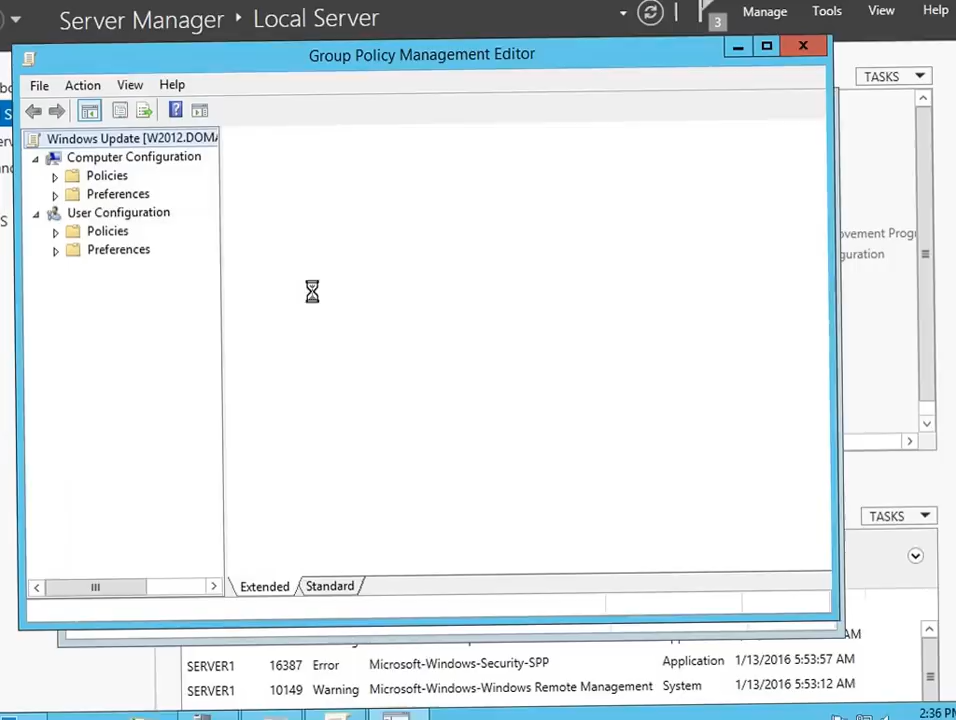 Server Manager ‣ Local Server
3
Manage
Tools
View
Help
Group Policy Management Editor
TASKS
File
Action
View
Help
Windows Update [W2012.DOMA
Computer Configuration
Policies
Preferences
User Configuration
Policies
Preferences
ovement Progr
guration
TASKS
Extended
Standard
AM
SERVER1 16387 Error Microsoft-Windows-Security-SPP Application 1/13/2016 5:53:57 AM
SERVER1 10149 Warning Microsoft-Windows-Windows Remote Management System 1/13/2016 5:53:12 AM
2:36 PM